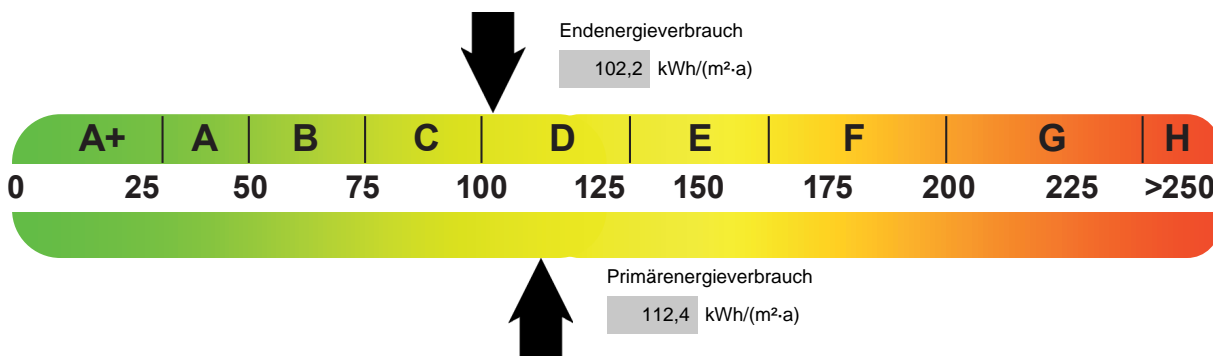 Endenergieverbrauch
102,2 kWh/(m²·a)
A+ A B C D E F G H
0 25 50 75 100 125 150 175 200 225 >250
Primärenergieverbrauch
112,4 kWh/(m²·a)